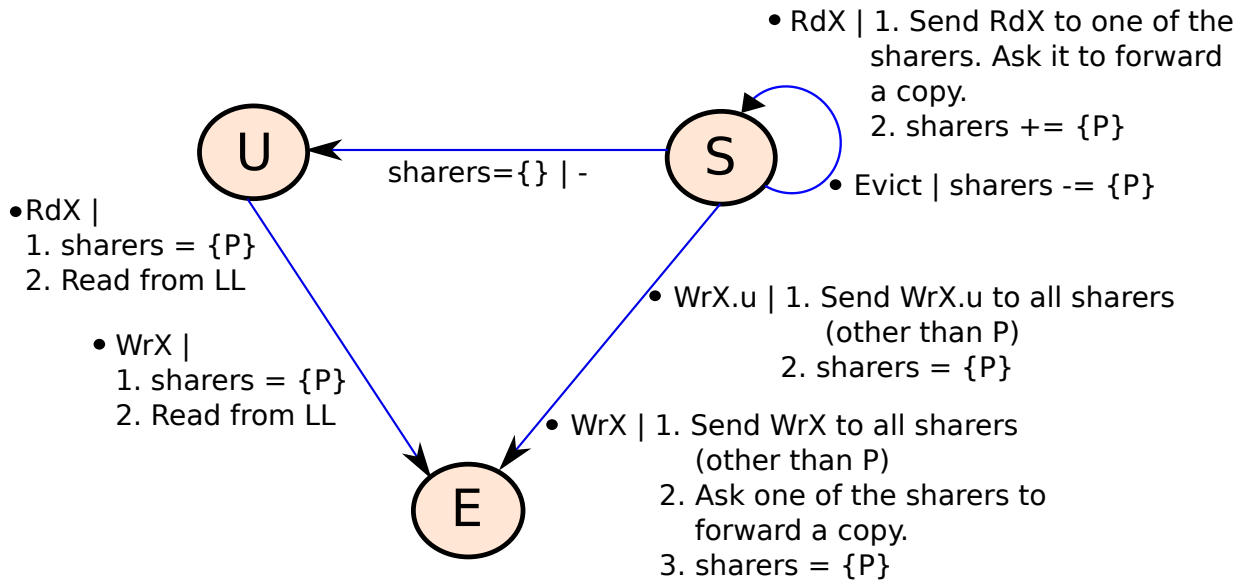 • RdX | 1. Send RdX to one of the
sharers. Ask it to forward
a copy.
2. sharers += {P}
U
S
sharers={} | -
• Evict | sharers -= {P}
•RdX |
1. sharers = {P}
2. Read from LL
• WrX.u | 1. Send WrX.u to all sharers
(other than P)
2. sharers = {P}
• WrX |
1. sharers = {P}
2. Read from LL
• WrX | 1. Send WrX to all sharers
(other than P)
2. Ask one of the sharers to
forward a copy.
3. sharers = {P}
E